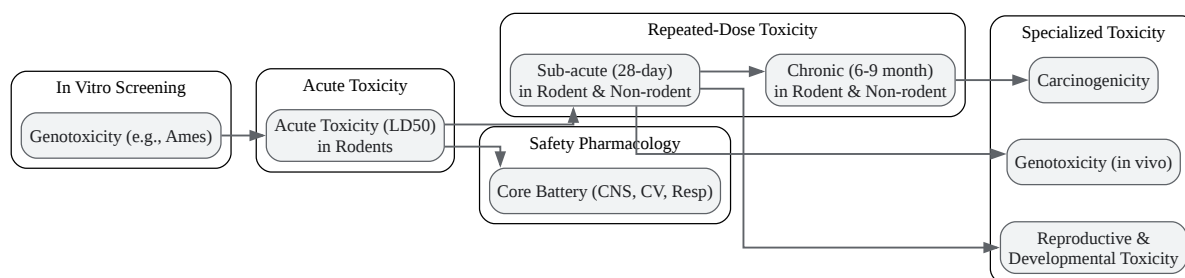 In Vitro Screening
Genotoxicity (e.g., Ames)
Acute Toxicity
Acute Toxicity (LD50)
in Rodents
Repeated-Dose Toxicity
Sub-acute (28-day)
in Rodent & Non-rodent
Chronic (6-9 month)
in Rodent & Non-rodent
Safety Pharmacology
Core Battery (CNS, CV, Resp)
Specialized Toxicity
Carcinogenicity
Genotoxicity (in vivo)
Reproductive &
Developmental Toxicity